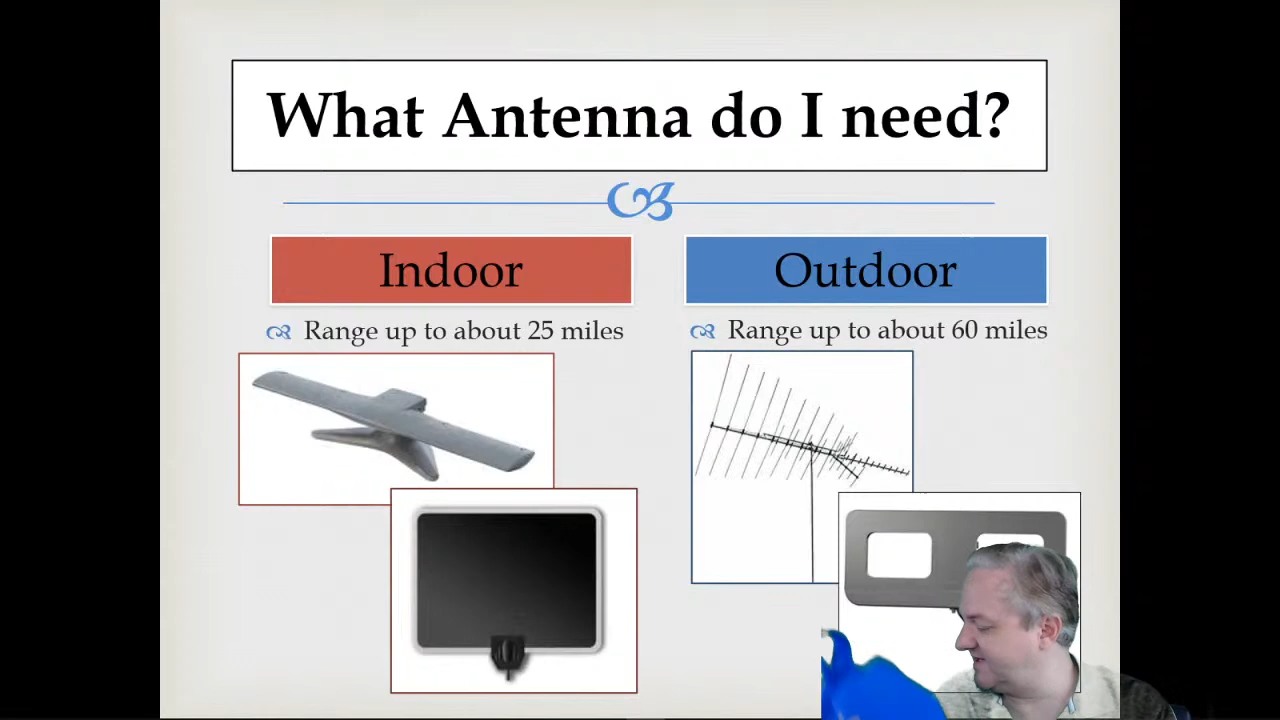 What Antenna do I need?
Indoor
Outdoor
Range up to about 25 miles
Range up to about 60 miles